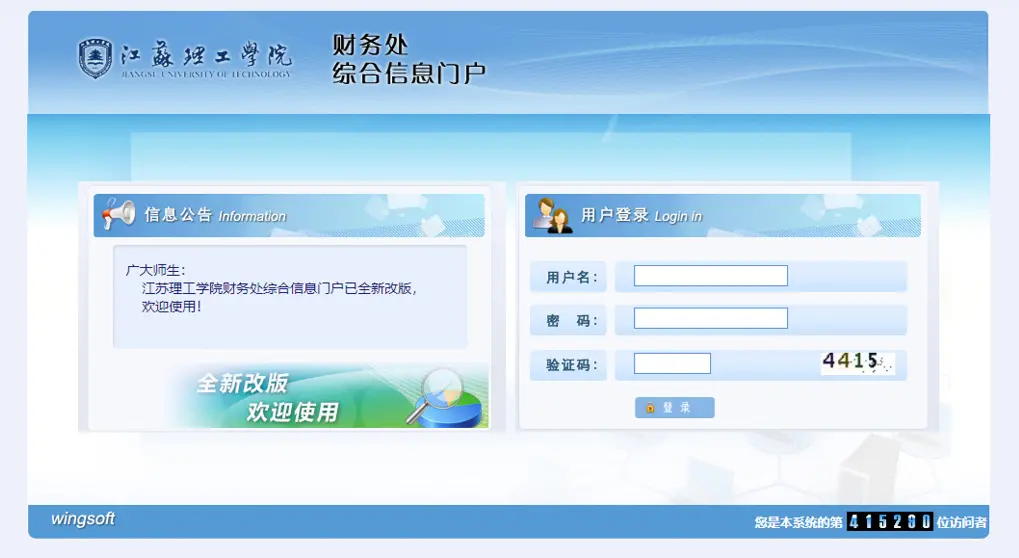 江苏理工学院
JIANGSU UNIVERSITY OF TECHNOLOGY
财务处
综合信息门户
信息公告 Information
广大师生：
江苏理工学院财务处综合信息门户已全新改版，
欢迎使用！
全新改版
欢迎使用
用户登录 Login in
用户名：
密 码：
验证码：
4415
登 录
wingsoft
您是本系统的第 415280 位访问者